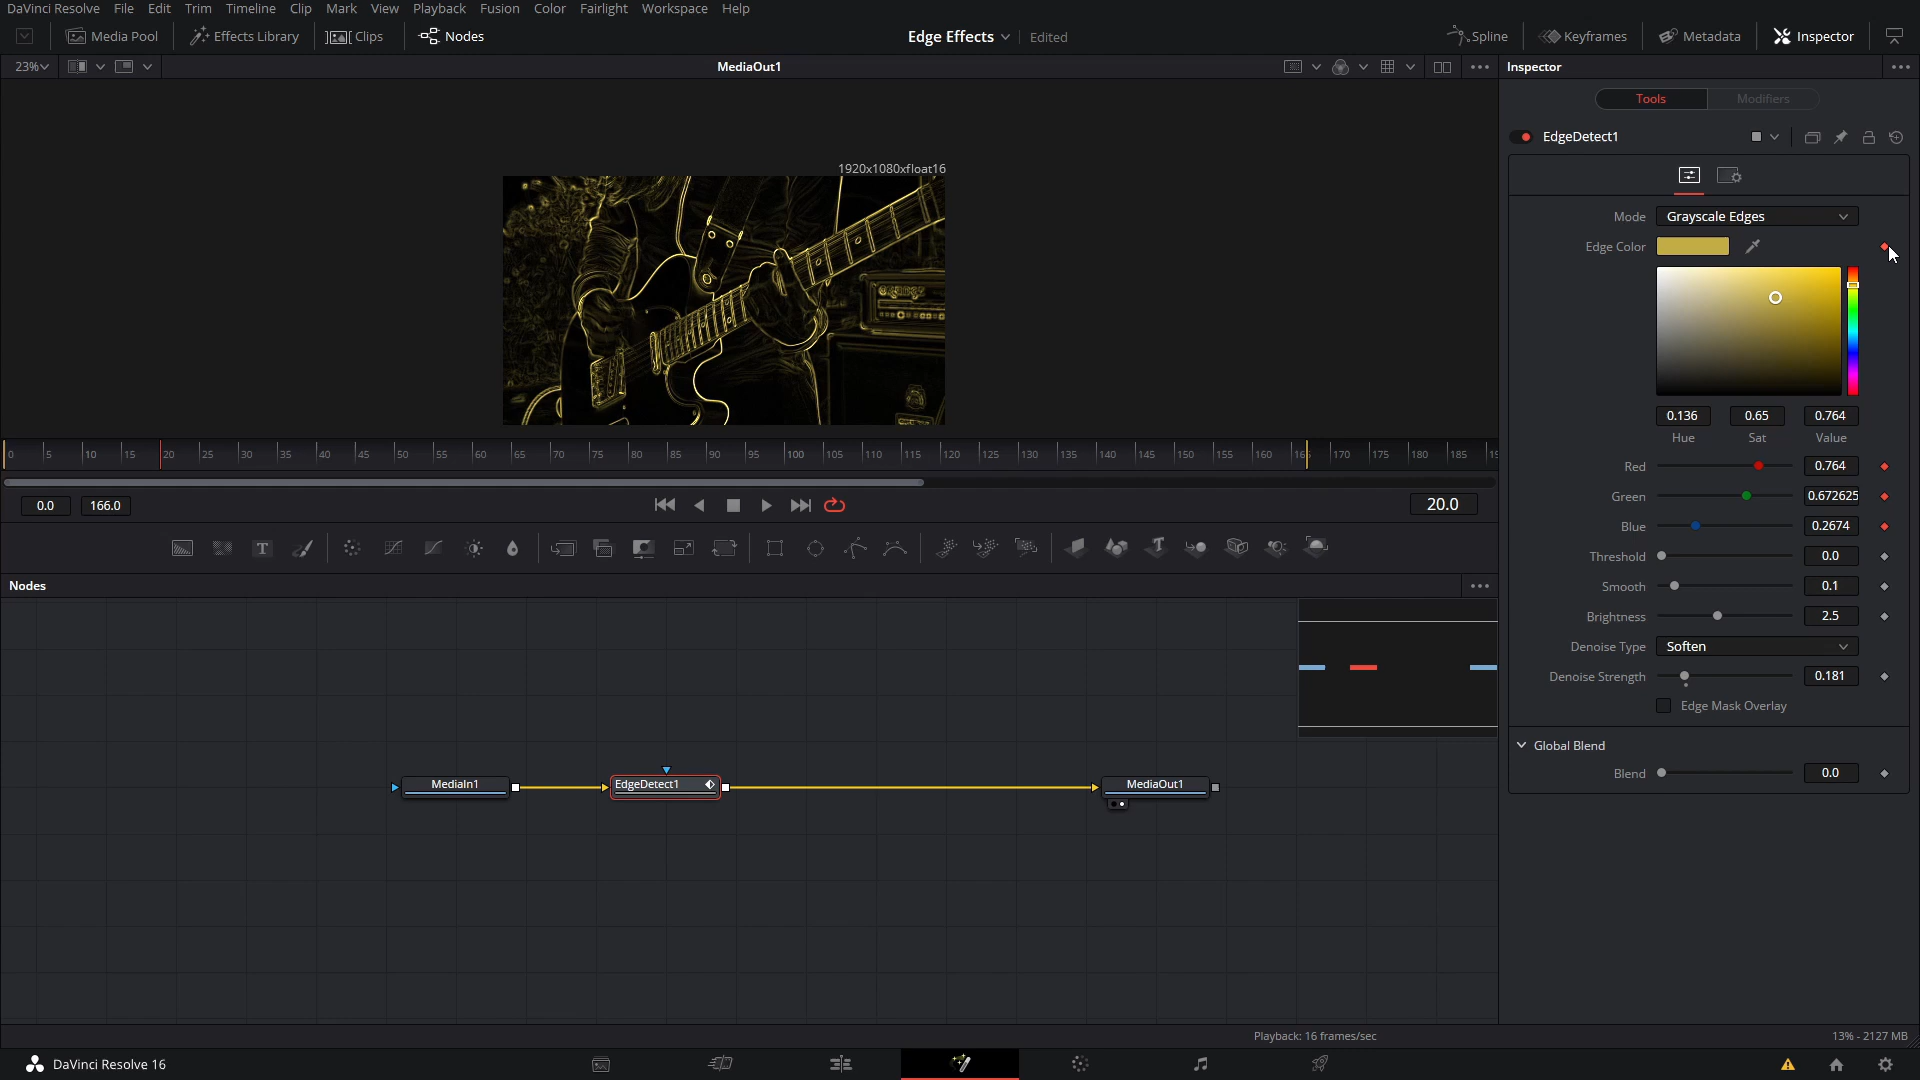 DaVinci Resolve File Edit Trim Timeline Clip Mark View Playback Fusion Color Fairlight Workspace Help
Media Pool Effects Library Clips Nodes Edge Effects Edited Spline Keyframes Metadata Inspector
23% MediaOut1 Inspector
Tools Modifiers
EdgeDetect1
1920x1080xfloat16
Mode Grayscale Edges
Edge Color
0.136 0.65 0.764
Hue Sat Value
0 5 10 15 20 25 30 35 40 45 50 55 60 65 70 75 80 85 90 95 100 105 110 115 120 125 130 135 140 145 150 155 160 165 170 175 180 185 19
Red 0.764
Green 0.672625
Blue 0.2674
0.0 166.0 20.0
Threshold 0.0
Smooth 0.1
Brightness 2.5
Denoise Type Soften
Denoise Strength 0.181
Edge Mask Overlay
Global Blend
Blend 0.0
Nodes
MediaIn1 EdgeDetect1 MediaOut1
Playback: 16 frames/sec 13% - 2127 MB
DaVinci Resolve 16